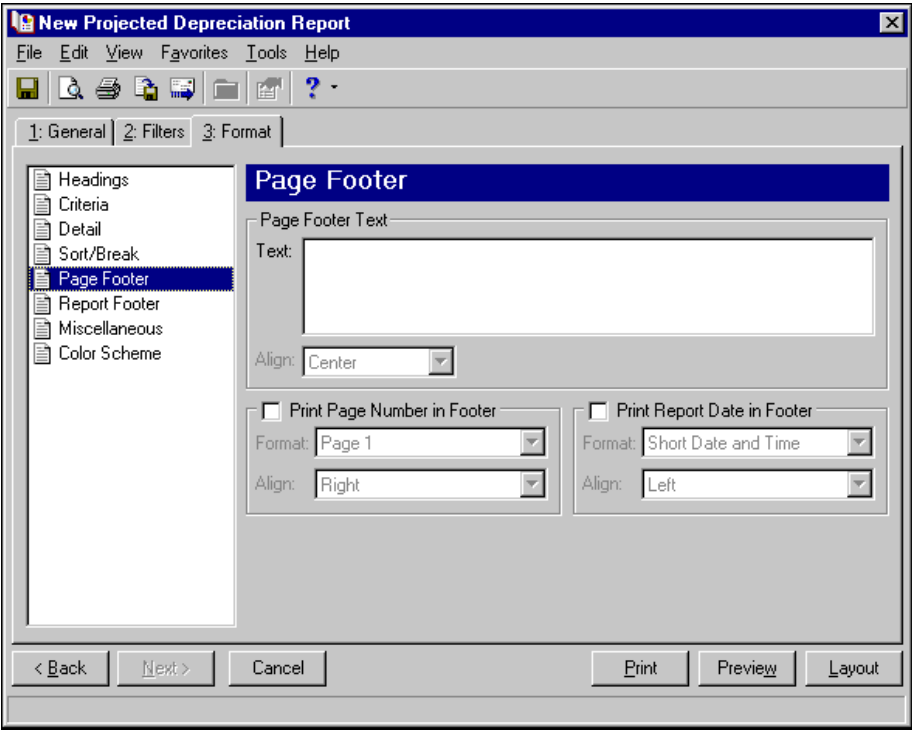 New Projected Depreciation Report
File Edit View Favorites Tools Help
?
1: General 2: Filters 3: Format
Headings
Criteria
Detail
Sort/Break
Page Footer
Report Footer
Miscellaneous
Color Scheme
Page Footer
Page Footer Text
Text:
Align: Center
Print Page Number in Footer
Format: Page 1
Align: Right
Print Report Date in Footer
Format: Short Date and Time
Align: Left
< Back Next > Cancel Print Preview Layout